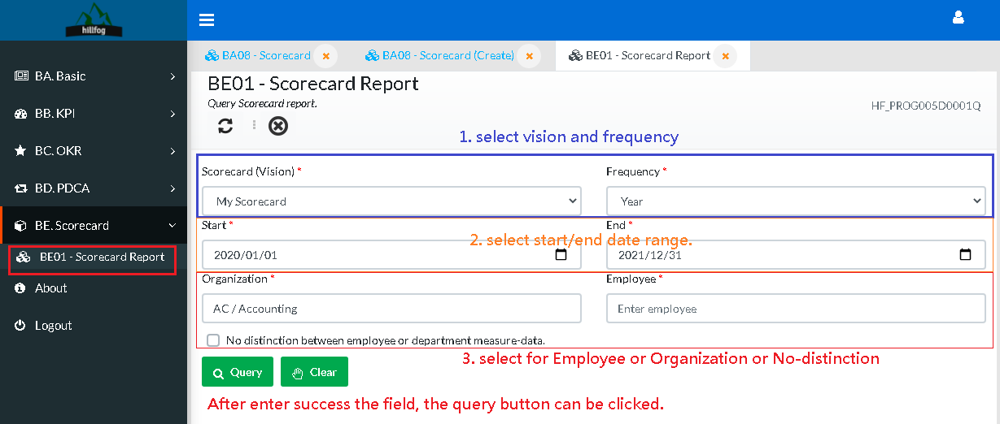 hillfog
BA08 - Scorecard
BA08 - Scorecard (Create)
BE01 - Scorecard Report
BA. Basic
BB. KPI
BC. OKR
BD. PDCA
BE. Scorecard
BE01 - Scorecard Report
About
Logout
BE01 - Scorecard Report
Query Scorecard report.
HF_PROG005D0001Q
1. select vision and frequency
Scorecard (Vision) *
Frequency *
My Scorecard
Year
Start *
End *
2. select start/end date range.
2020/01/01
2021/12/31
Organization *
Employee *
AC / Accounting
Enter employee
No distinction between employee or department measure-data.
3. select for Employee or Organization or No-distinction
Query
Clear
After enter success the field, the query button can be clicked.